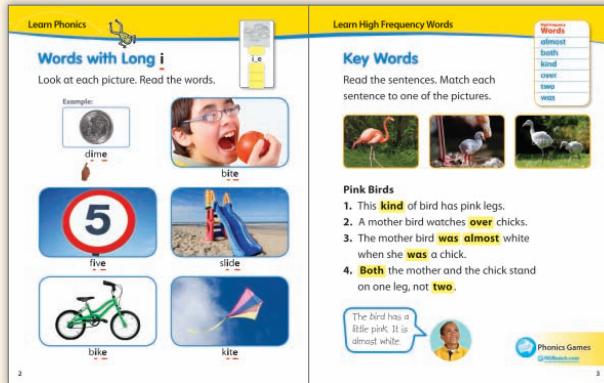 Learn Phonics
Words with Long i
i_e
Look at each picture. Read the words.
Example:
dime
bite
5
five
slide
bike
kite
2
Learn High Frequency Words
High Frequency
Words
almost
both
kind
over
two
was
Key Words
Read the sentences. Match each
sentence to one of the pictures.
Pink Birds
1. This kind of bird has pink legs.
2. A mother bird watches over chicks.
3. The mother bird was almost white
when she was a chick.
4. Both the mother and the chick stand
on one leg, not two.
The bird has a
little pink. It is
almost white.
Phonics Games
NGReach.com
3